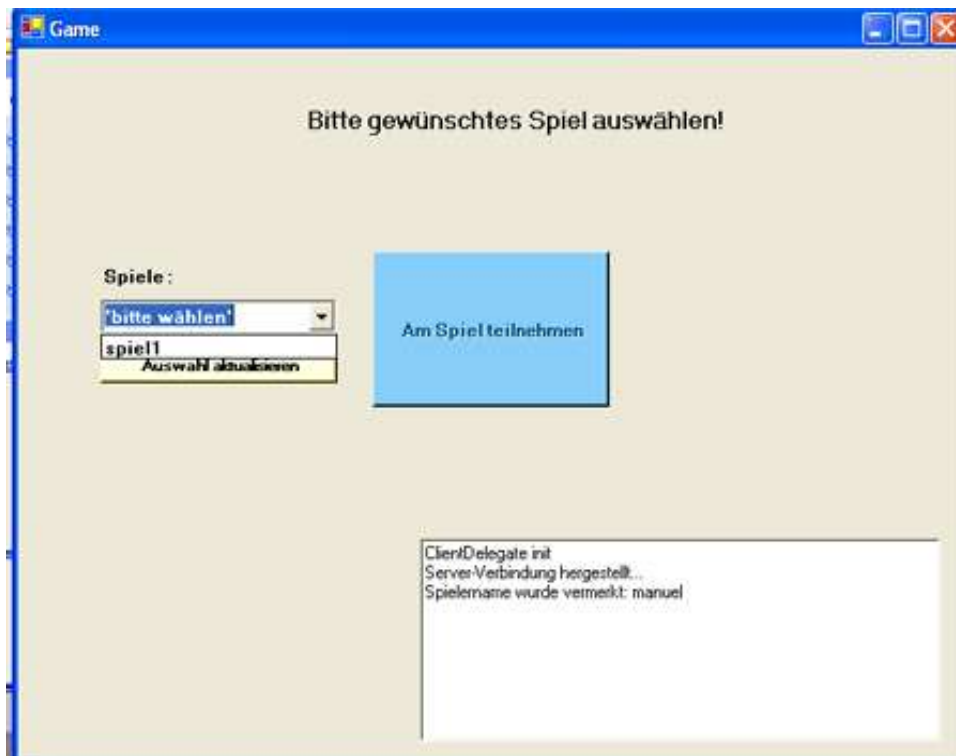 Game
Bitte gewünschtes Spiel auswählen!
Spiele :
'bitte wählen'
spiel1
Auswahl aktualisieren
Am Spiel teilnehmen
ClientDelegate init
Server-Verbindung hergestellt...
Spielername wurde vermerkt: manuel